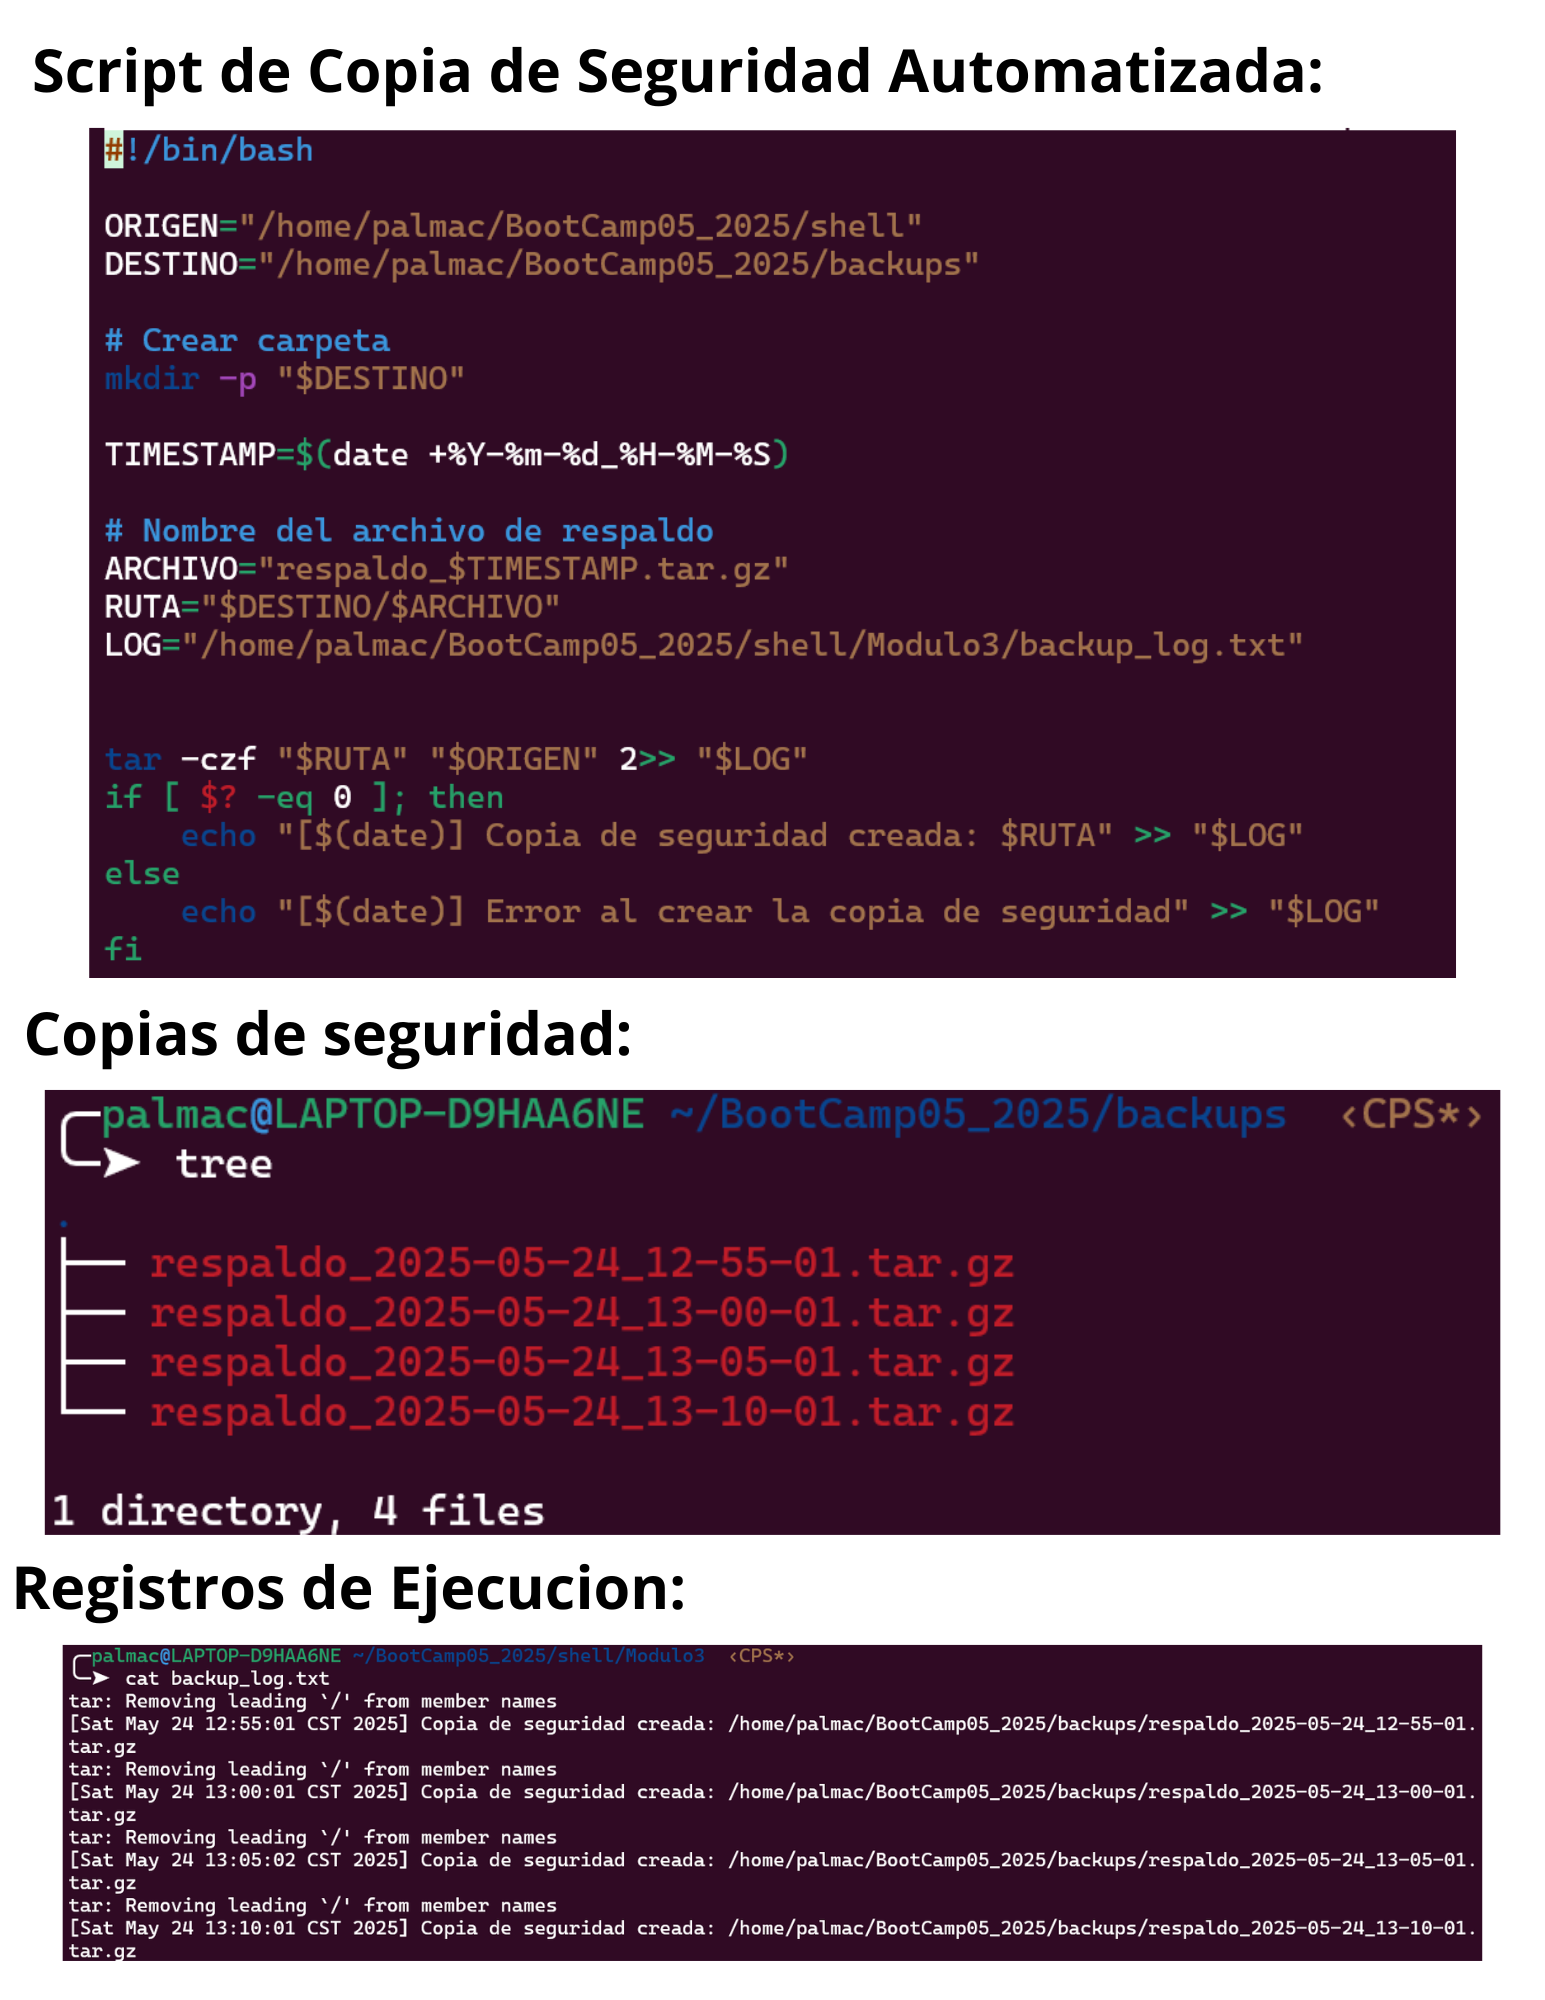 Script de Copia de Seguridad Automatizada:
#!/bin/bash
ORIGEN="/home/palmac/BootCamp05_2025/shell"
DESTINO="/home/palmac/BootCamp05_2025/backups"
# Crear carpeta
mkdir -p "$DESTINO"
TIMESTAMP=$(date +%Y-%m-%d_%H-%M-%S)
# Nombre del archivo de respaldo
ARCHIVO="respaldo_$TIMESTAMP.tar.gz"
RUTA="$DESTINO/$ARCHIVO"
LOG="/home/palmac/BootCamp05_2025/shell/Modulo3/backup_log.txt"
tar -czf "$RUTA" "$ORIGEN" 2>> "$LOG"
if [ $? -eq 0 ]; then
    echo "[$(date)] Copia de seguridad creada: $RUTA" >> "$LOG"
else
    echo "[$(date)] Error al crear la copia de seguridad" >> "$LOG"
fi
Copias de seguridad:
╭─palmac@LAPTOP-D9HAA6NE ~/BootCamp05_2025/backups ‹CPS*›
╰─➤ tree
.
├── respaldo_2025-05-24_12-55-01.tar.gz
├── respaldo_2025-05-24_13-00-01.tar.gz
├── respaldo_2025-05-24_13-05-01.tar.gz
└── respaldo_2025-05-24_13-10-01.tar.gz
1 directory, 4 files
Registros de Ejecucion:
╭─palmac@LAPTOP-D9HAA6NE ~/BootCamp05_2025/shell/Modulo3 ‹CPS*›
╰─➤ cat backup_log.txt
tar: Removing leading `/' from member names
[Sat May 24 12:55:01 CST 2025] Copia de seguridad creada: /home/palmac/BootCamp05_2025/backups/respaldo_2025-05-24_12-55-01.
tar.gz
tar: Removing leading `/' from member names
[Sat May 24 13:00:01 CST 2025] Copia de seguridad creada: /home/palmac/BootCamp05_2025/backups/respaldo_2025-05-24_13-00-01.
tar.gz
tar: Removing leading `/' from member names
[Sat May 24 13:05:02 CST 2025] Copia de seguridad creada: /home/palmac/BootCamp05_2025/backups/respaldo_2025-05-24_13-05-01.
tar.gz
tar: Removing leading `/' from member names
[Sat May 24 13:10:01 CST 2025] Copia de seguridad creada: /home/palmac/BootCamp05_2025/backups/respaldo_2025-05-24_13-10-01.
tar.gz